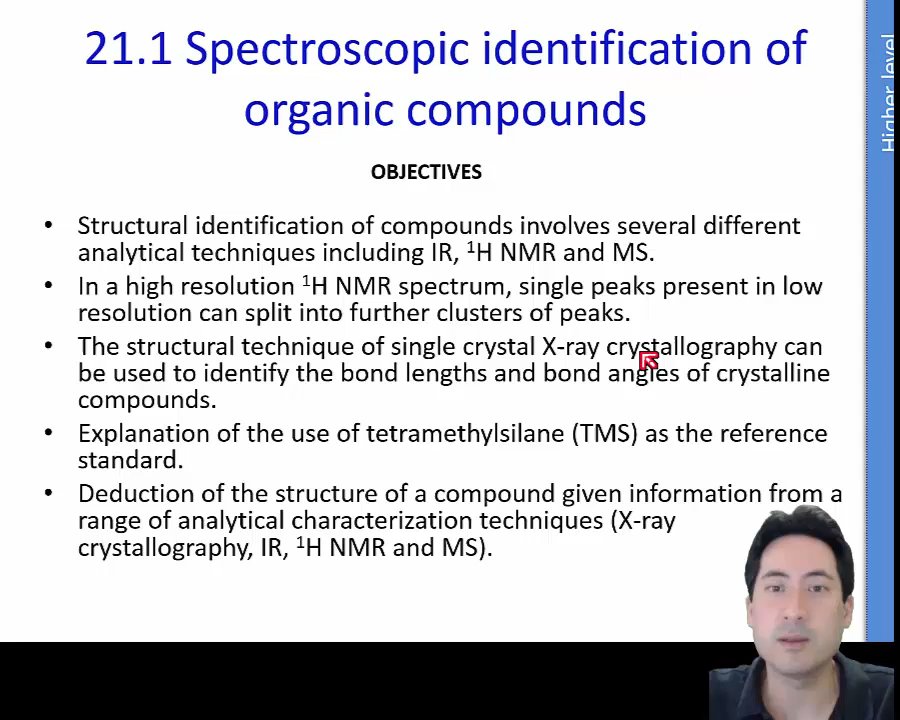 21.1 Spectroscopic identification of
organic compounds
Higher level
OBJECTIVES
• Structural identification of compounds involves several different
analytical techniques including IR, ¹H NMR and MS.
• In a high resolution ¹H NMR spectrum, single peaks present in low
resolution can split into further clusters of peaks.
• The structural technique of single crystal X-ray crystallography can
be used to identify the bond lengths and bond angles of crystalline
compounds.
• Explanation of the use of tetramethylsilane (TMS) as the reference
standard.
• Deduction of the structure of a compound given information from a
range of analytical characterization techniques (X-ray
crystallography, IR, ¹H NMR and MS).